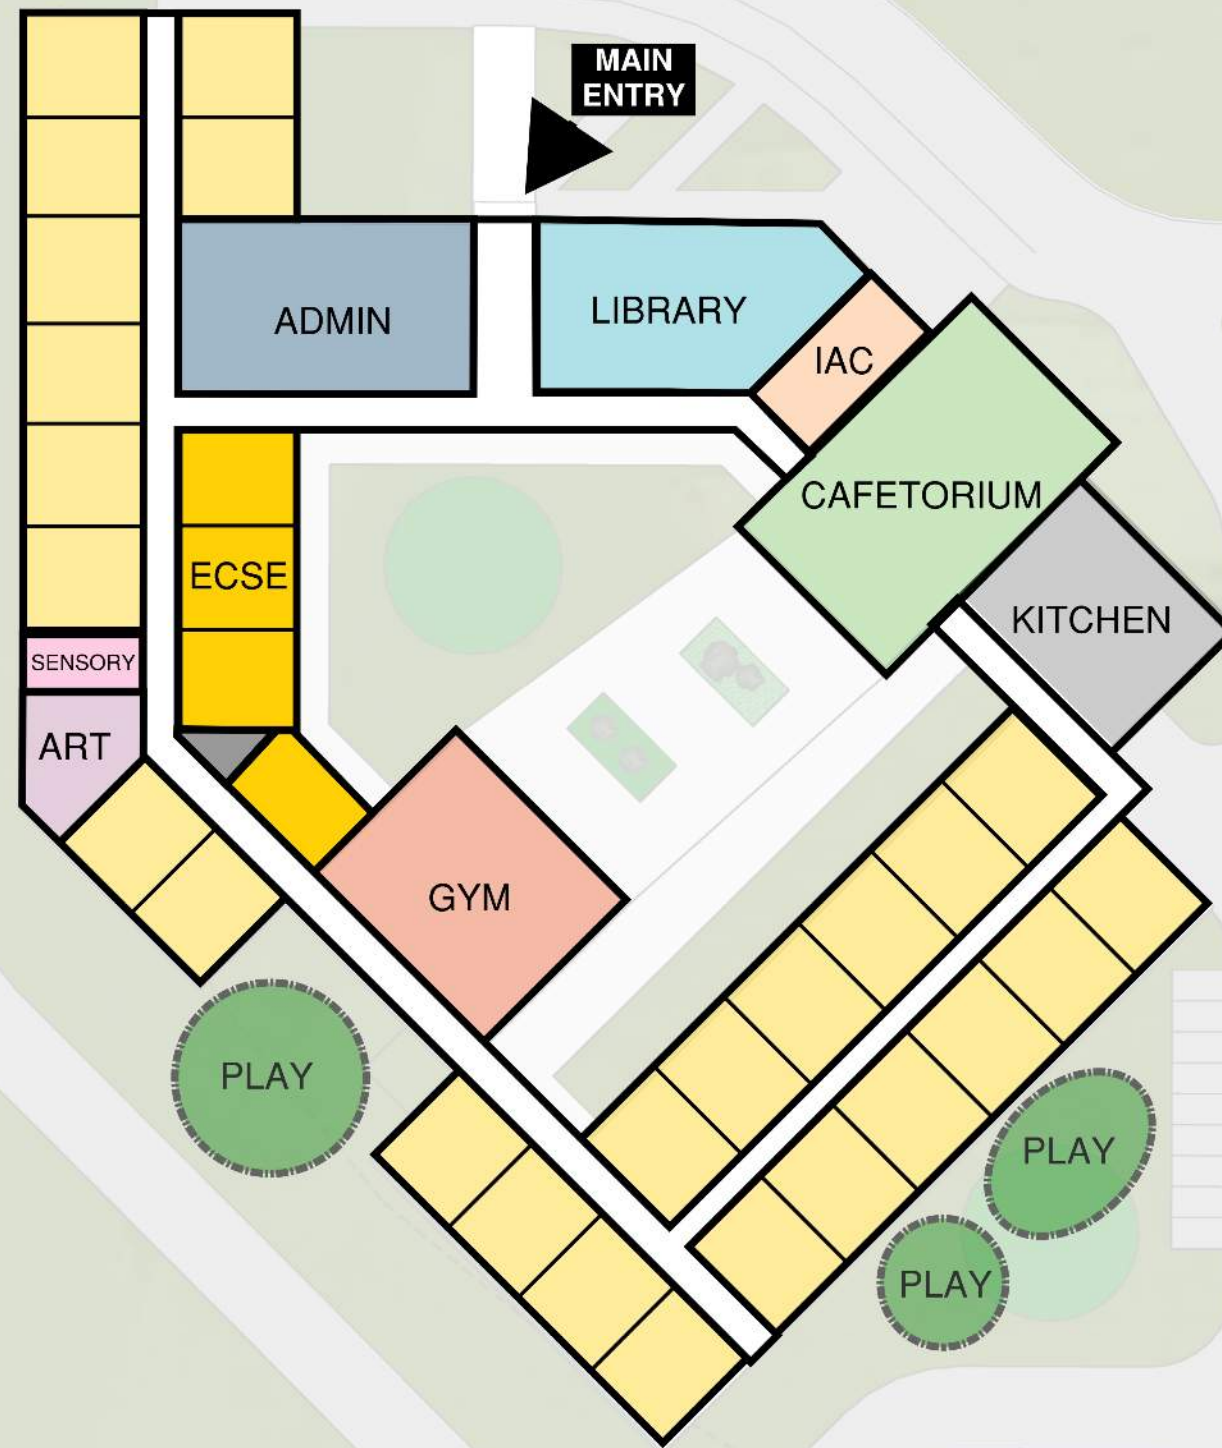 MAIN
ENTRY
ADMIN
LIBRARY
IAC
CAFETORIUM
ECSE
KITCHEN
SENSORY
ART
GYM
PLAY
PLAY
PLAY